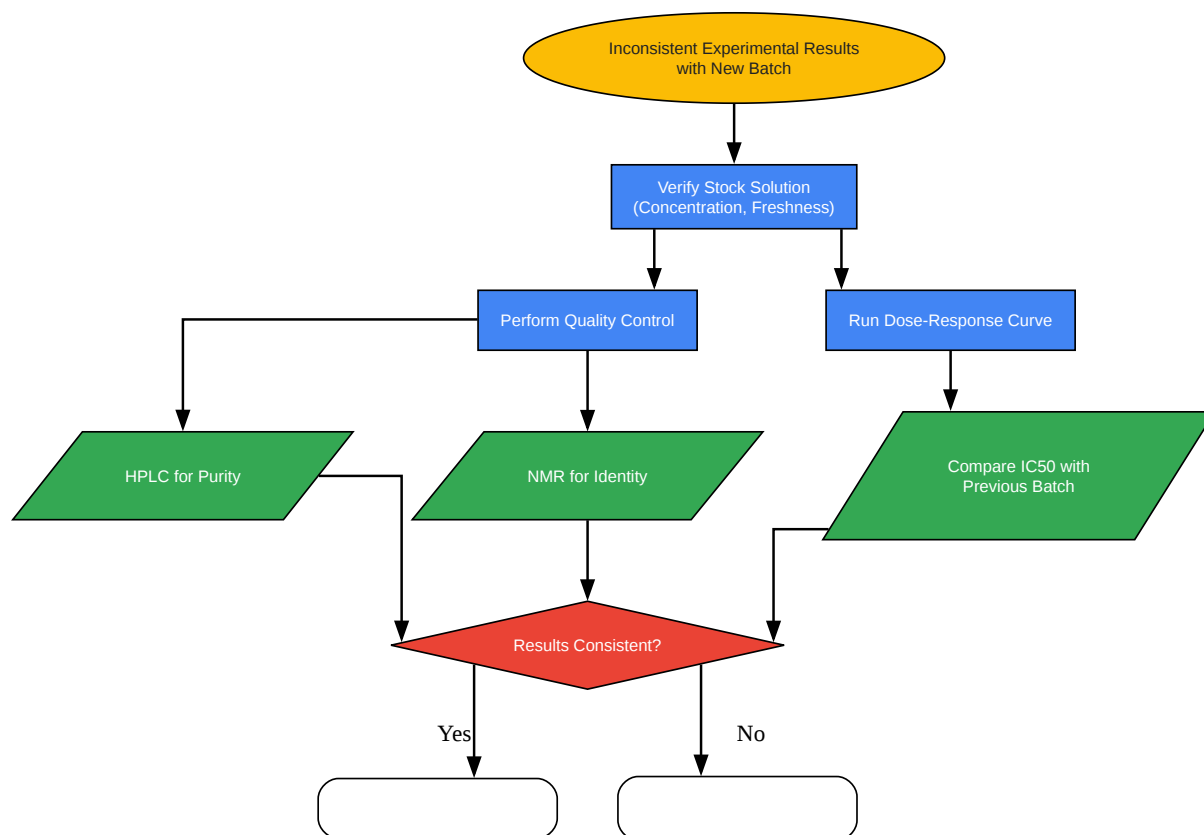 Inconsistent Experimental Results
with New Batch
Verify Stock Solution
(Concentration, Freshness)
Perform Quality Control
Run Dose-Response Curve
HPLC for Purity
NMR for Identity
Compare IC50 with
Previous Batch
Results Consistent?
Yes
No